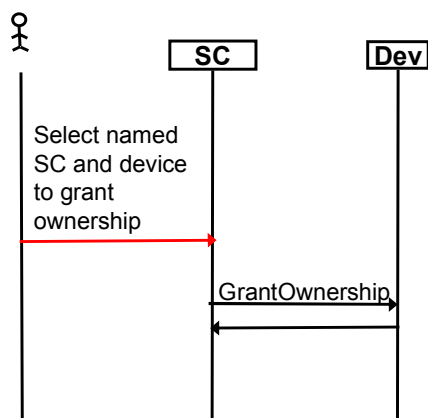 SC
Dev
Select named
SC and device
to grant
ownership
GrantOwnership